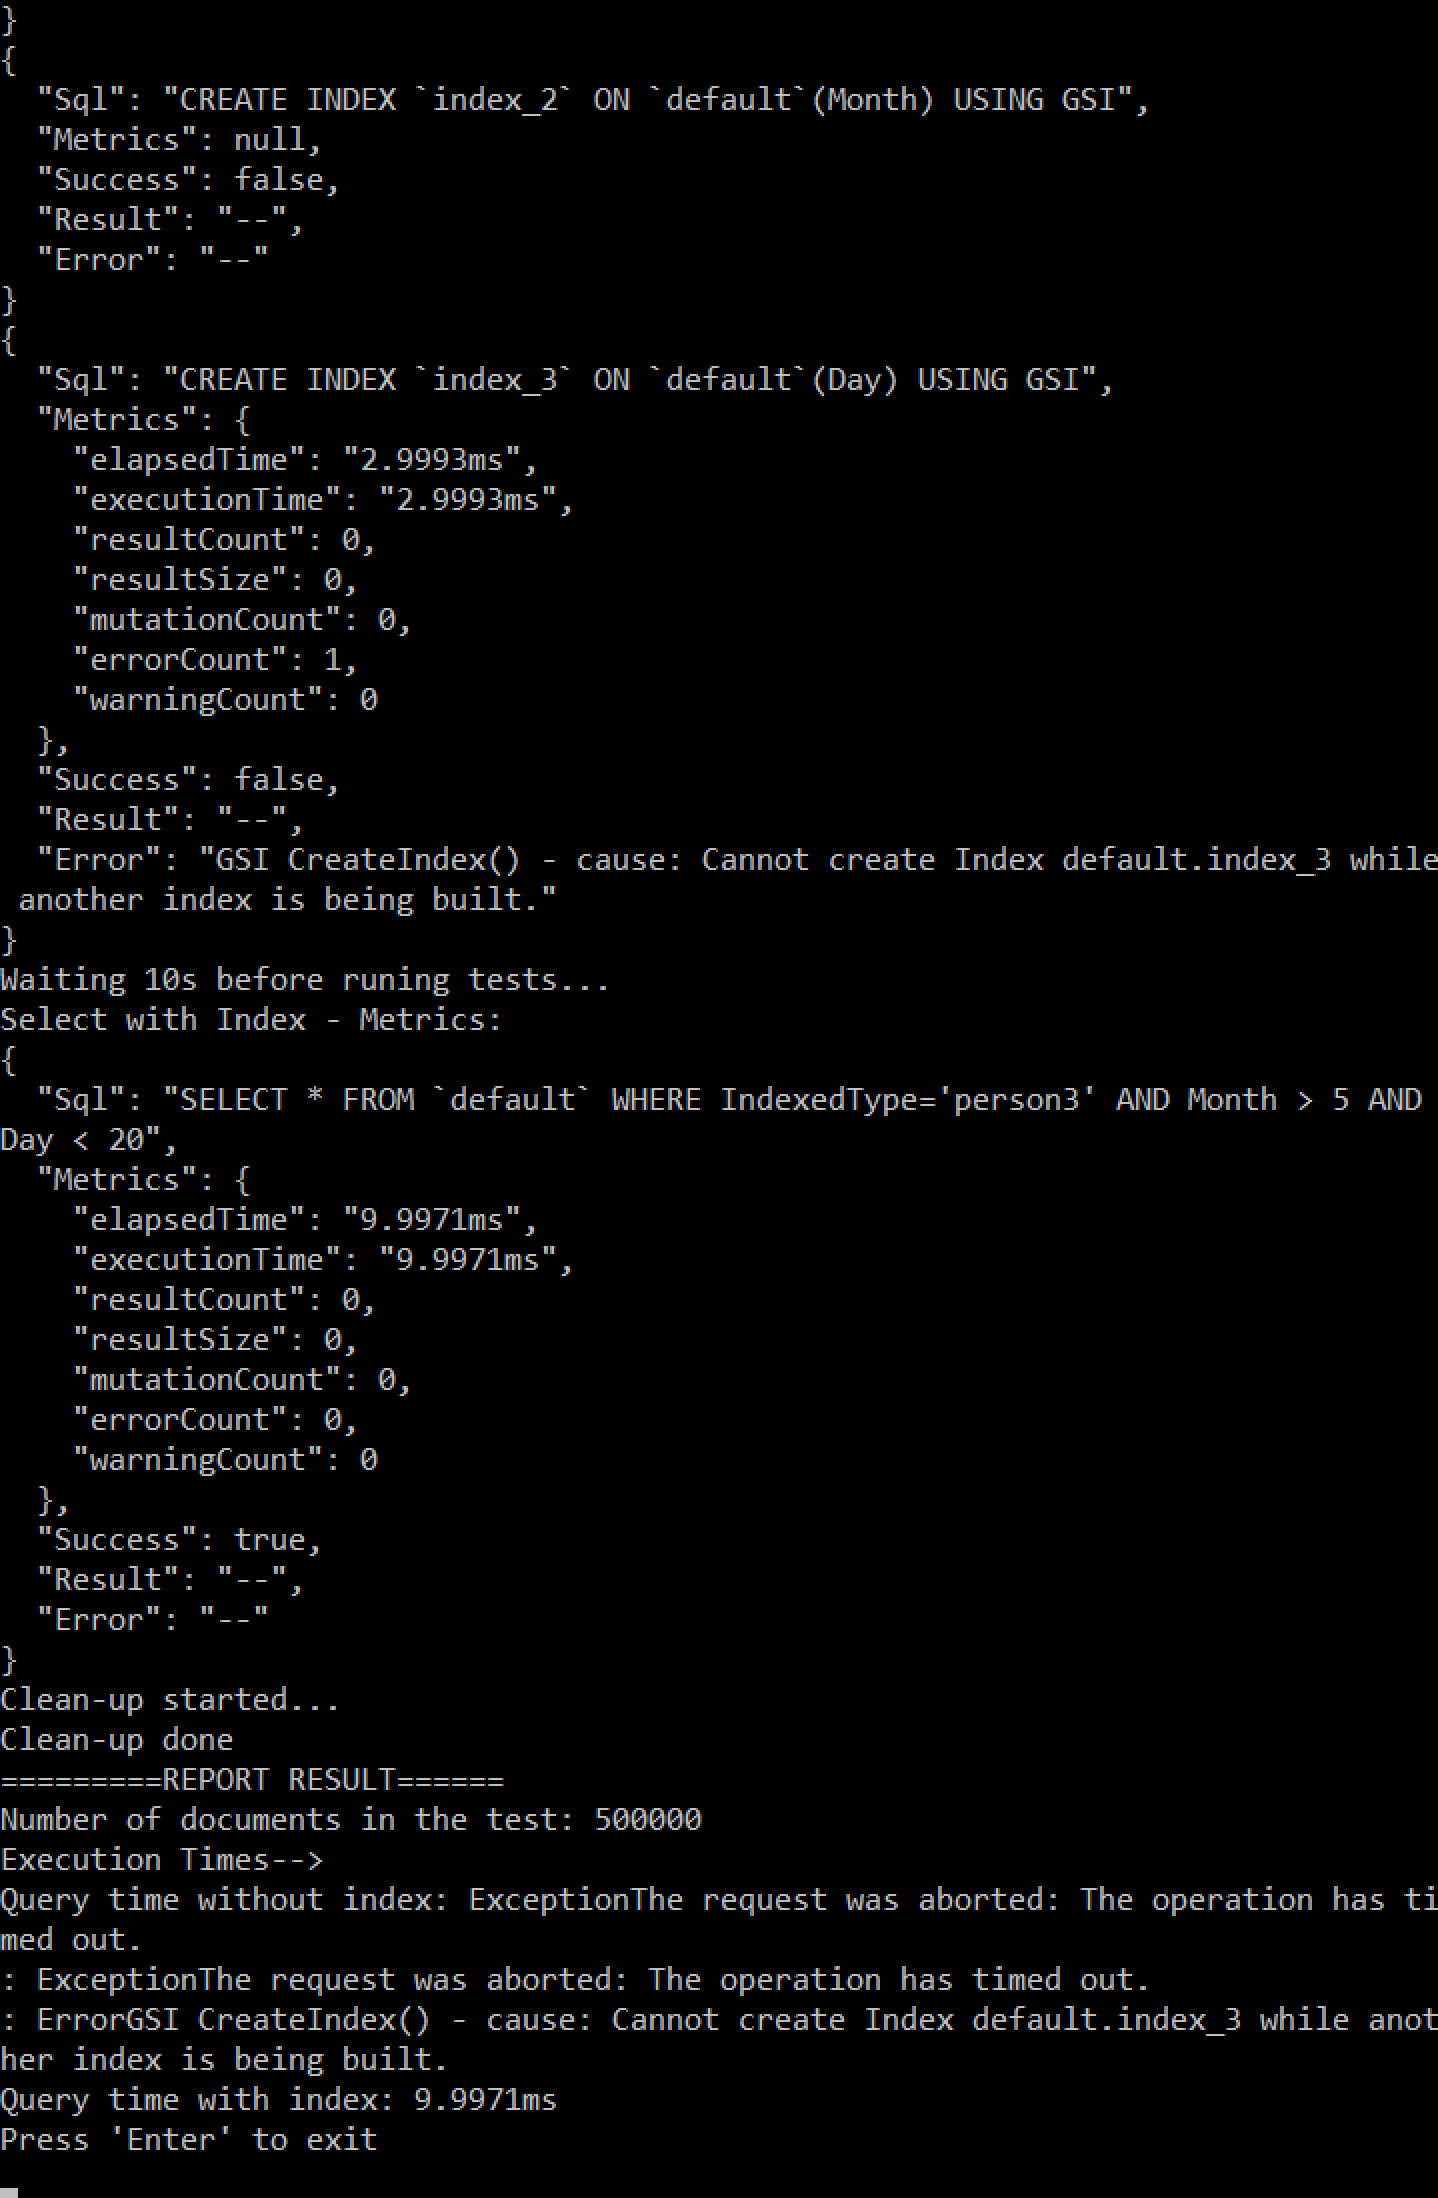 }
{
  "Sql": "CREATE INDEX `index_2` ON `default`(Month) USING GSI",
  "Metrics": null,
  "Success": false,
  "Result": "--",
  "Error": "--"
}
{
  "Sql": "CREATE INDEX `index_3` ON `default`(Day) USING GSI",
  "Metrics": {
    "elapsedTime": "2.9993ms",
    "executionTime": "2.9993ms",
    "resultCount": 0,
    "resultSize": 0,
    "mutationCount": 0,
    "errorCount": 1,
    "warningCount": 0
  },
  "Success": false,
  "Result": "--",
  "Error": "GSI CreateIndex() - cause: Cannot create Index default.index_3 while
 another index is being built."
}
Waiting 10s before runing tests...
Select with Index - Metrics:
{
  "Sql": "SELECT * FROM `default` WHERE IndexedType='person3' AND Month > 5 AND
Day < 20",
  "Metrics": {
    "elapsedTime": "9.9971ms",
    "executionTime": "9.9971ms",
    "resultCount": 0,
    "resultSize": 0,
    "mutationCount": 0,
    "errorCount": 0,
    "warningCount": 0
  },
  "Success": true,
  "Result": "--",
  "Error": "--"
}
Clean-up started...
Clean-up done
=========REPORT RESULT======
Number of documents in the test: 500000
Execution Times-->
Query time without index: ExceptionThe request was aborted: The operation has ti
med out.
: ExceptionThe request was aborted: The operation has timed out.
: ErrorGSI CreateIndex() - cause: Cannot create Index default.index_3 while anot
her index is being built.
Query time with index: 9.9971ms
Press 'Enter' to exit